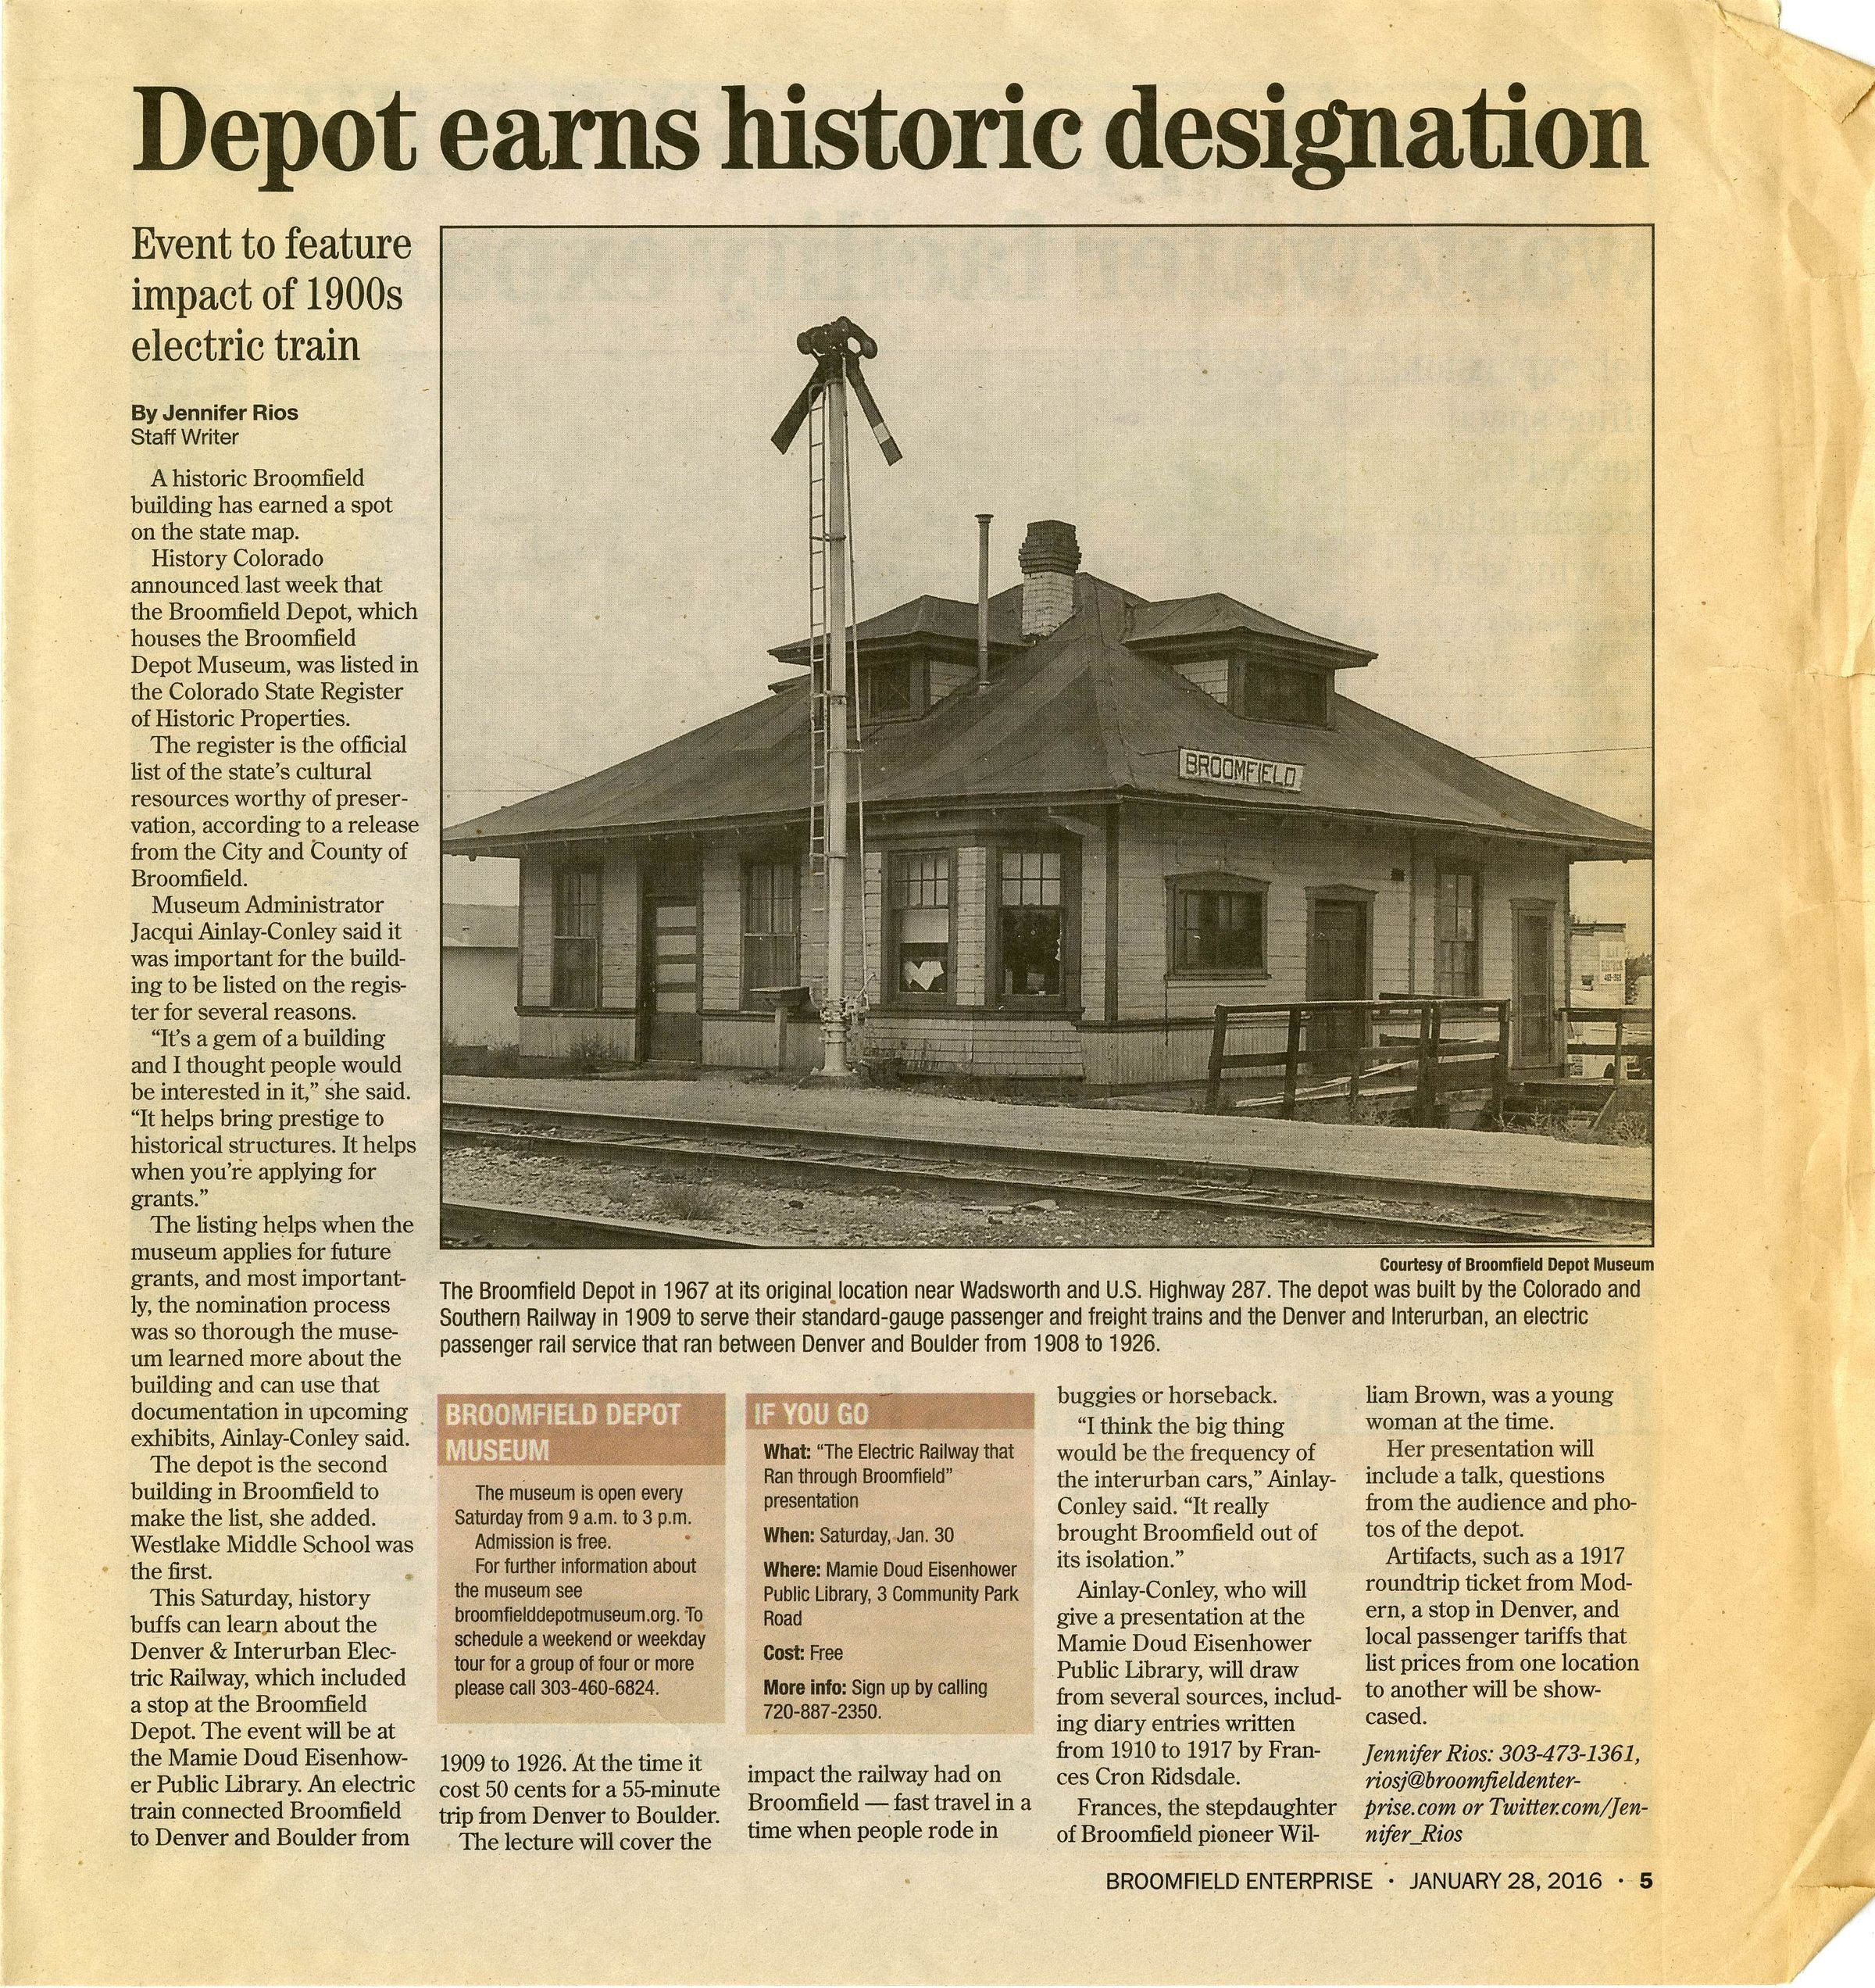 Depot earns historic designation
Event to feature
impact of 1900s
electric train
By Jennifer Rios
Staff Writer
A historic Broomfield
building has earned a spot
on the state map.
History Colorado
announced last week that
the Broomfield Depot, which
houses the Broomfield
Depot Museum, was listed in
the Colorado State Register
of Historic Properties.
The register is the official
list of the state's cultural
resources worthy of preser-
vation, according to a release
from the City and County of
Broomfield.
Museum Administrator
Jacqui Ainlay-Conley said it
was important for the build-
ing to be listed on the regis-
ter for several reasons.
“It's a gem of a building
and I thought people would
be interested in it,” she said.
“It helps bring prestige to
historical structures. It helps
when you're applying for
grants.”
The listing helps when the
museum applies for future
grants, and most important-
ly, the nomination process
was so thorough the muse-
um learned more about the
building and can use that
documentation in upcoming
exhibits, Ainlay-Conley said.
The depot is the second
building in Broomfield to
make the list, she added.
Westlake Middle School was
the first.
This Saturday, history
buffs can learn about the
Denver & Interurban Elec-
tric Railway, which included
a stop at the Broomfield
Depot. The event will be at
the Mamie Doud Eisenhow-
er Public Library. An electric
train connected Broomfield
to Denver and Boulder from
BROOMFIELD
Courtesy of Broomfield Depot Museum
The Broomfield Depot in 1967 at its original location near Wadsworth and U.S. Highway 287. The depot was built by the Colorado and
Southern Railway in 1909 to serve their standard-gauge passenger and freight trains and the Denver and Interurban, an electric
passenger rail service that ran between Denver and Boulder from 1908 to 1926.
BROOMFIELD DEPOT
MUSEUM
The museum is open every
Saturday from 9 a.m. to 3 p.m.
Admission is free.
For further information about
the museum see
broomfielddepotmuseum.org. To
schedule a weekend or weekday
tour for a group of four or more
please call 303-460-6824.
1909 to 1926. At the time it
cost 50 cents for a 55-minute
trip from Denver to Boulder.
The lecture will cover the
IF YOU GO
What: “The Electric Railway that
Ran through Broomfield”
presentation
When: Saturday, Jan. 30
Where: Mamie Doud Eisenhower
Public Library, 3 Community Park
Road
Cost: Free
More info: Sign up by calling
720-887-2350.
impact the railway had on
Broomfield — fast travel in a
time when people rode in
buggies or horseback.
“I think the big thing
would be the frequency of
the interurban cars,” Ainlay-
Conley said. “It really
brought Broomfield out of
its isolation.”
Ainlay-Conley, who will
give a presentation at the
Mamie Doud Eisenhower
Public Library, will draw
from several sources, includ-
ing diary entries written
from 1910 to 1917 by Fran-
ces Cron Ridsdale.
Frances, the stepdaughter
of Broomfield pioneer Wil-
liam Brown, was a young
woman at the time.
Her presentation will
include a talk, questions
from the audience and pho-
tos of the depot.
Artifacts, such as a 1917
roundtrip ticket from Mod-
ern, a stop in Denver, and
local passenger tariffs that
list prices from one location
to another will be show-
cased.
Jennifer Rios: 303-473-1361,
riosj@broomfieldenter-
prise.com or Twitter.com/Jen-
nifer_Rios
BROOMFIELD ENTERPRISE · JANUARY 28, 2016 · 5